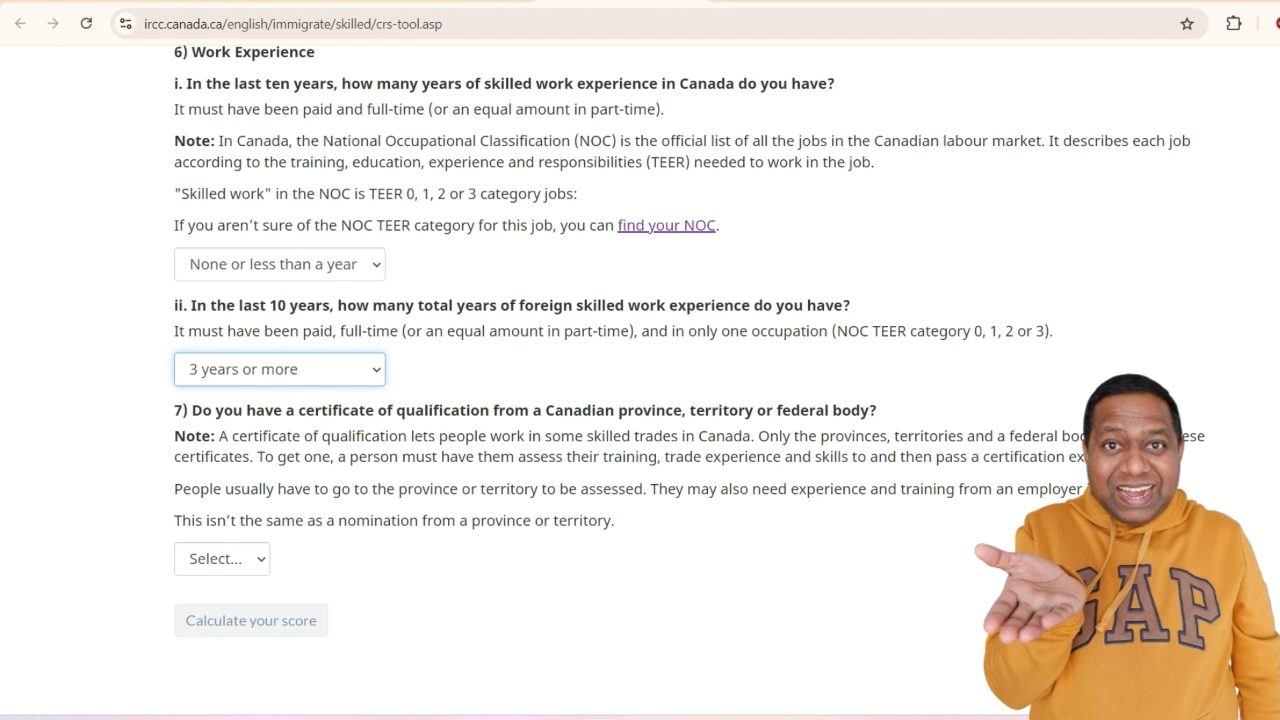 ircc.canada.ca/english/immigrate/skilled/crs-tool.asp
6) Work Experience
i. In the last ten years, how many years of skilled work experience in Canada do you have?
It must have been paid and full-time (or an equal amount in part-time).
Note: In Canada, the National Occupational Classification (NOC) is the official list of all the jobs in the Canadian labour market. It describes each job
according to the training, education, experience and responsibilities (TEER) needed to work in the job.
"Skilled work" in the NOC is TEER 0, 1, 2 or 3 category jobs:
If you aren’t sure of the NOC TEER category for this job, you can find your NOC.
None or less than a year
ii. In the last 10 years, how many total years of foreign skilled work experience do you have?
It must have been paid, full-time (or an equal amount in part-time), and in only one occupation (NOC TEER category 0, 1, 2 or 3).
3 years or more
7) Do you have a certificate of qualification from a Canadian province, territory or federal body?
Note: A certificate of qualification lets people work in some skilled trades in Canada. Only the provinces, territories and a federal
certificates. To get one, a person must have them assess their training, trade experience and skills to and then pass a certification
People usually have to go to the province or territory to be assessed. They may also need experience and training from an employer
This isn’t the same as a nomination from a province or territory.
Select...
Calculate your score
GAP